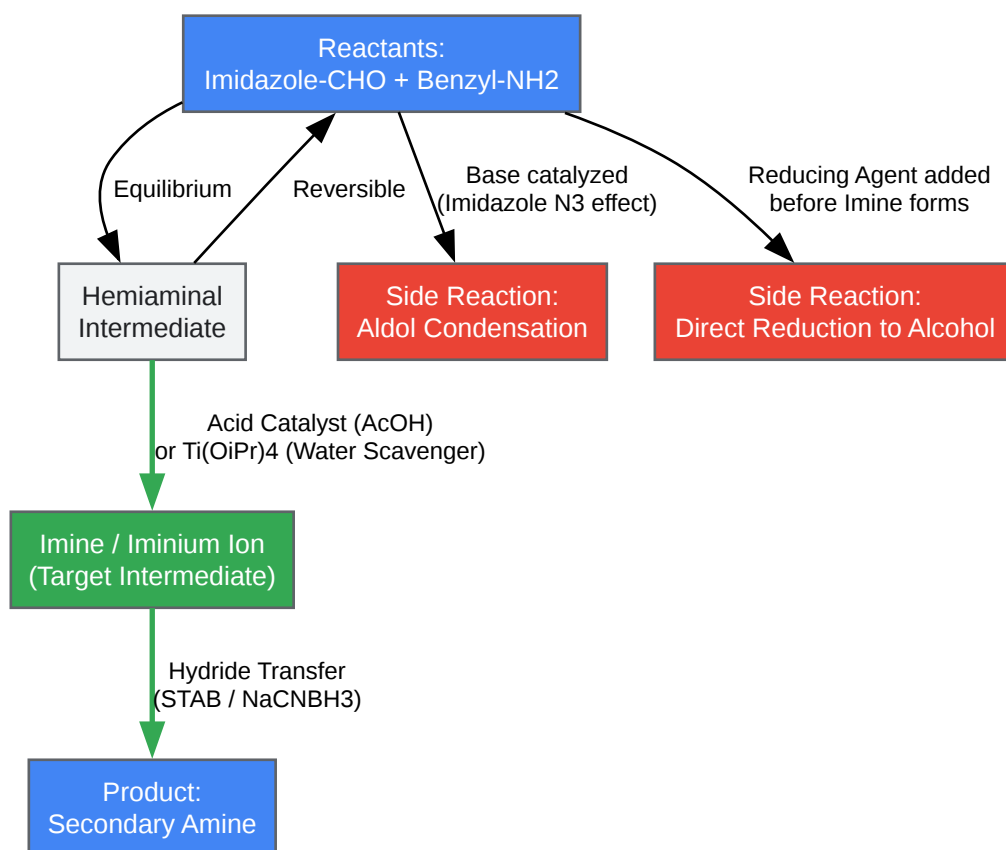 Reactants:
Imidazole-CHO + Benzyl-NH2
Equilibrium
Reversible
Base catalyzed
(Imidazole N3 effect)
Reducing Agent added
before Imine forms
Hemiaminal
Intermediate
Side Reaction:
Aldol Condensation
Side Reaction:
Direct Reduction to Alcohol
Acid Catalyst (AcOH)
or Ti(OiPr)4 (Water Scavenger)
Imine / Iminium Ion
(Target Intermediate)
Hydride Transfer
(STAB / NaCNBH3)
Product:
Secondary Amine